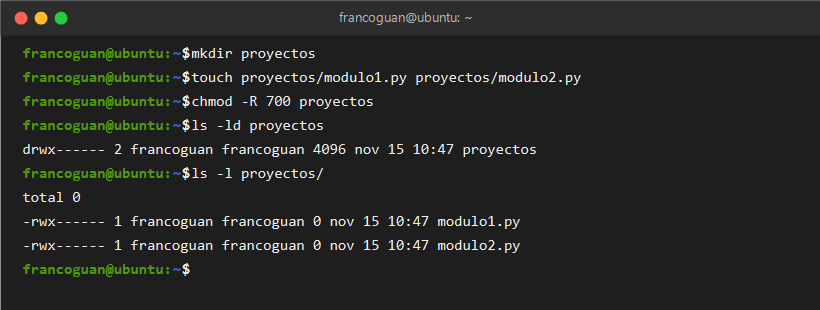 francoguan@ubuntu: ~
francoguan@ubuntu:~$mkdir proyectos
francoguan@ubuntu:~$touch proyectos/modulo1.py proyectos/modulo2.py
francoguan@ubuntu:~$chmod -R 700 proyectos
francoguan@ubuntu:~$ls -ld proyectos
drwx------ 2 francoguan francoguan 4096 nov 15 10:47 proyectos
francoguan@ubuntu:~$ls -l proyectos/
total 0
-rwx------ 1 francoguan francoguan 0 nov 15 10:47 modulo1.py
-rwx------ 1 francoguan francoguan 0 nov 15 10:47 modulo2.py
francoguan@ubuntu:~$